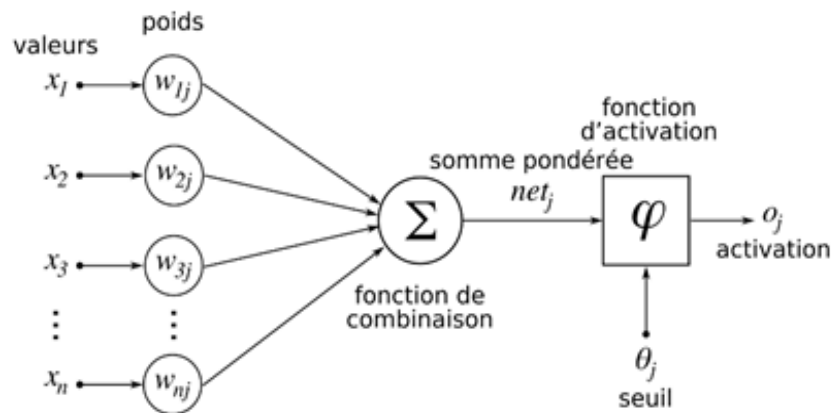 poids
valeurs
x1
w1j
x2
w2j
x3
w3j
⋮ ⋮
xn
wnj
Σ
fonction de
combinaison
somme pondérée
netj
fonction
d'activation
φ
oj
activation
θj
seuil